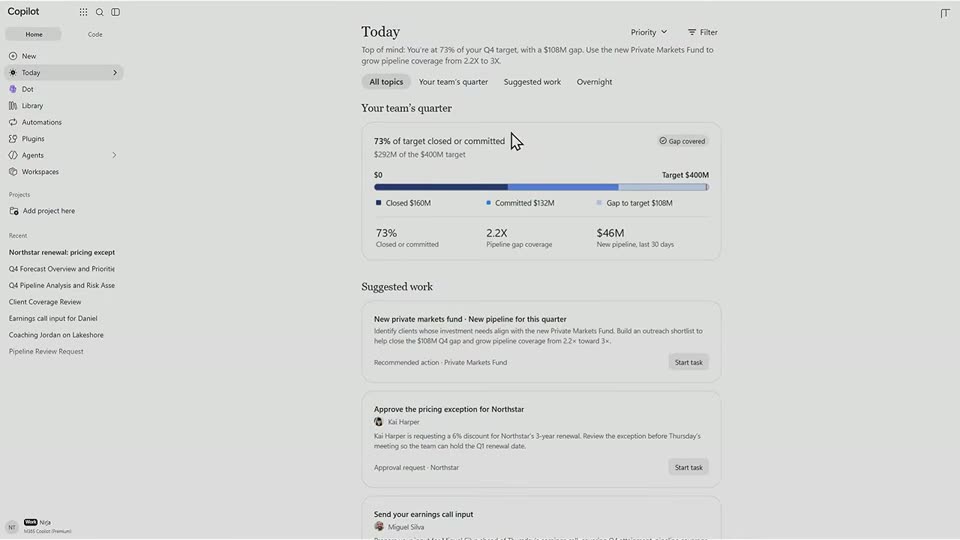 Copilot
Home
Code
New
Today
Dot
Library
Automations
Plugins
Agents
Workspaces
Projects
Add project here
Recent
Northstar renewal: pricing except
Q4 Forecast Overview and Prioritie
Q4 Pipeline Analysis and Risk Asse
Client Coverage Review
Earnings call input for Daniel
Coaching Jordan on Lakeshore
Pipeline Review Request
NT
Work Ninja
M365 Copilot (Premium)
Today
Priority
Filter
Top of mind: You're at 73% of your Q4 target, with a $108M gap. Use the new Private Markets Fund to
grow pipeline coverage from 2.2X to 3X.
All topics
Your team's quarter
Suggested work
Overnight
Your team's quarter
73% of target closed or committed
Gap covered
$292M of the $400M target
$0
Target $400M
Closed $160M
Committed $132M
Gap to target $108M
73%
2.2X
$46M
Closed or committed
Pipeline gap coverage
New pipeline, last 30 days
Suggested work
New private markets fund · New pipeline for this quarter
Identify clients whose investment needs align with the new Private Markets Fund. Build an outreach shortlist to
help close the $108M Q4 gap and grow pipeline coverage from 2.2× toward 3×.
Recommended action · Private Markets Fund
Start task
Approve the pricing exception for Northstar
Kai Harper
Kai Harper is requesting a 6% discount for Northstar's 3-year renewal. Review the exception before Thursday's
meeting so the team can hold the Q1 renewal date.
Approval request · Northstar
Start task
Send your earnings call input
Miguel Silva